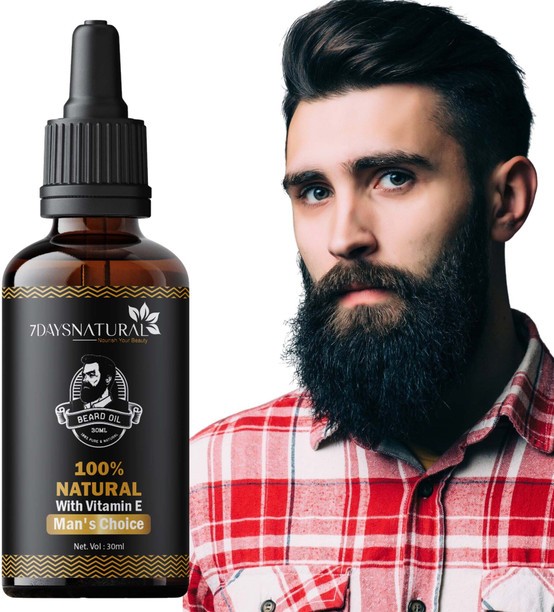 7DAYSNATURAL
Nourish Your Beauty
BEARD OIL
30ML
100% PURE & NATURAL
100%
NATURAL
With Vitamin E
Man's Choice
Net. Vol : 30ml